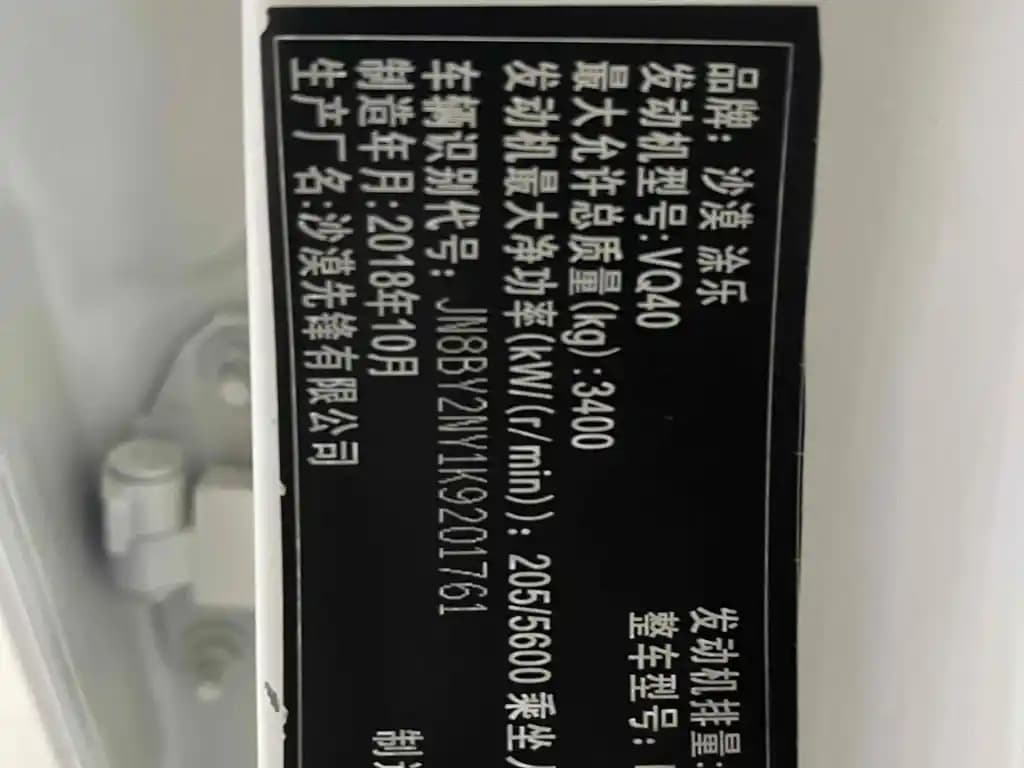 品牌: 沙漠 涂乐
发动机排量:
发动机型号:VQ40
整车型号:
最大允许总质量(kg):3400
发动机最大净功率(kW/(r/min)): 205/5600 乘坐
车辆识别代号: JN8BY2NY1K9201761
制造年月:2018年10月
制
生产厂名:沙漠先锋有限公司